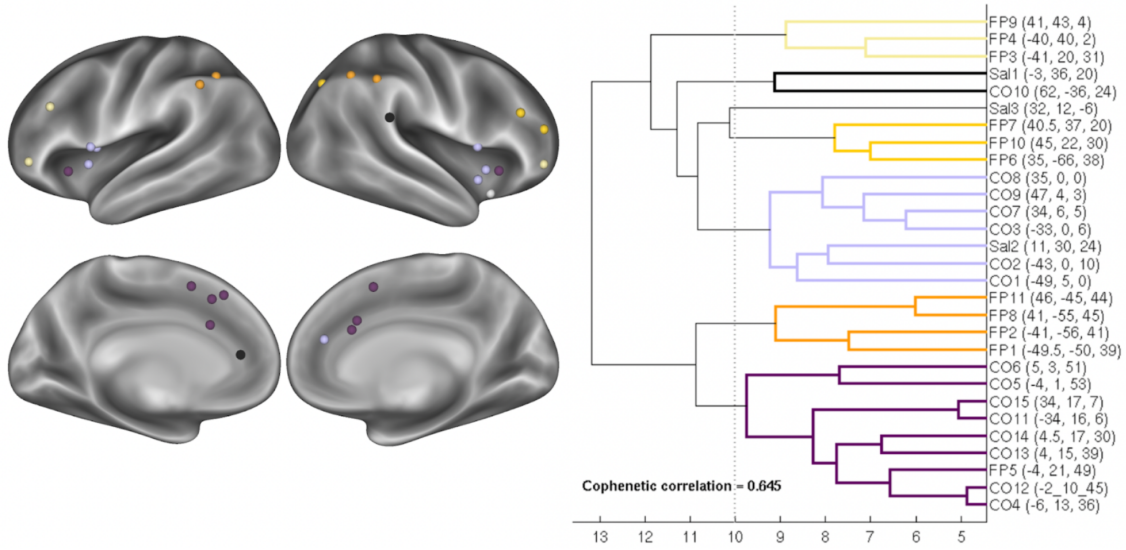 FP9 (41, 43, 4)
FP4 (-40, 40, 2)
FP3 (-41, 20, 31)
Sal1 (-3, 36, 20)
CO10 (62, -36, 24)
Sal3 (32, 12, -6)
FP7 (40.5, 37, 20)
FP10 (45, 22, 30)
FP6 (35, -66, 38)
CO8 (35, 0, 0)
CO9 (47, 4, 3)
CO7 (34, 6, 5)
CO3 (-33, 0, 6)
Sal2 (11, 30, 24)
CO2 (-43, 0, 10)
CO1 (-49, 5, 0)
FP11 (46, -45, 44)
FP8 (41, -55, 45)
FP2 (-41, -56, 41)
FP1 (-49.5, -50, 39)
CO6 (5, 3, 51)
CO5 (-4, 1, 53)
CO15 (34, 17, 7)
CO11 (-34, 16, 6)
CO14 (4.5, 17, 30)
CO13 (4, 15, 39)
FP5 (-4, 21, 49)
CO12 (-2_10_45)
CO4 (-6, 13, 36)
Cophenetic correlation = 0.645
13 12 11 10 9 8 7 6 5